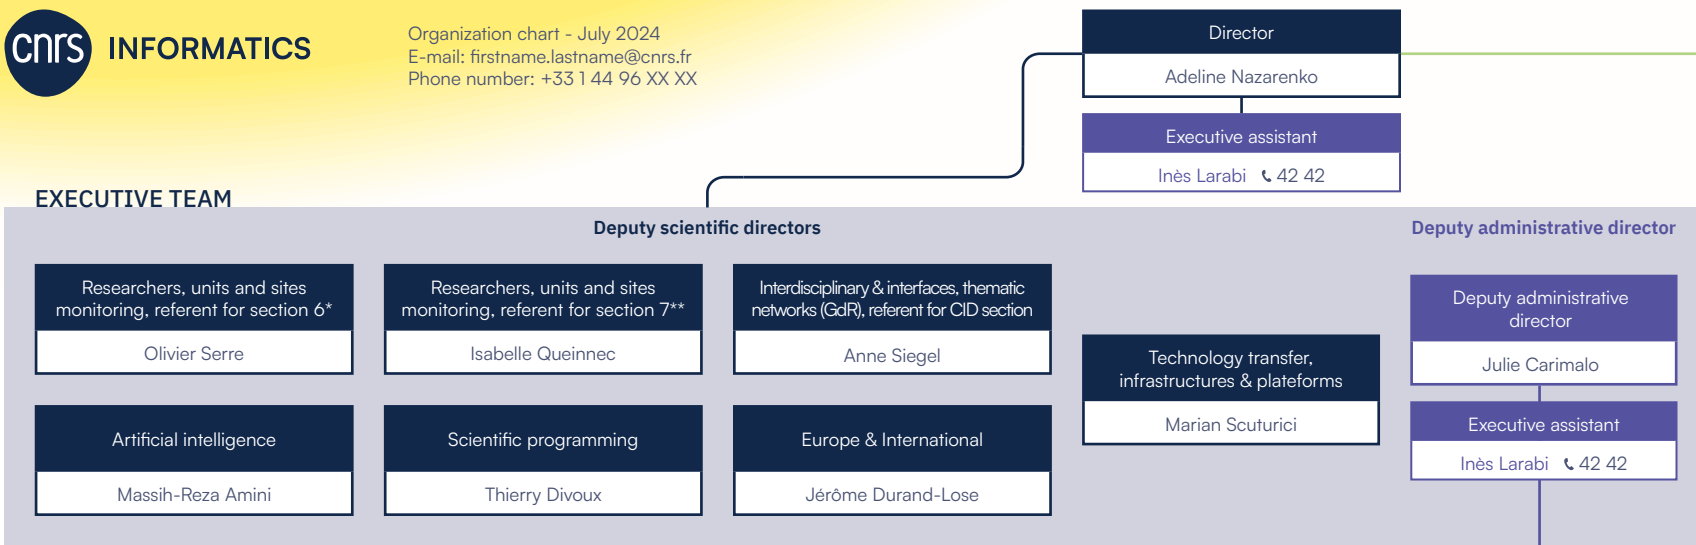 cnrs INFORMATICS
Organization chart - July 2024
E-mail: firstname.lastname@cnrs.fr
Phone number: +33 1 44 96 XX XX
Director
Adeline Nazarenko
Executive assistant
Inès Larabi 42 42
EXECUTIVE TEAM
Deputy scientific directors
Deputy administrative director
Researchers, units and sites
monitoring, referent for section 6*
Olivier Serre
Researchers, units and sites
monitoring, referent for section 7**
Isabelle Queinnec
Interdisciplinary & interfaces, thematic
networks (GdR), referent for CID section
Anne Siegel
Technology transfer,
infrastructures & plateforms
Marian Scuturici
Deputy administrative
director
Julie Carimalo
Artificial intelligence
Massih-Reza Amini
Scientific programming
Thierry Divoux
Europe & International
Jérôme Durand-Lose
Executive assistant
Inès Larabi 42 42